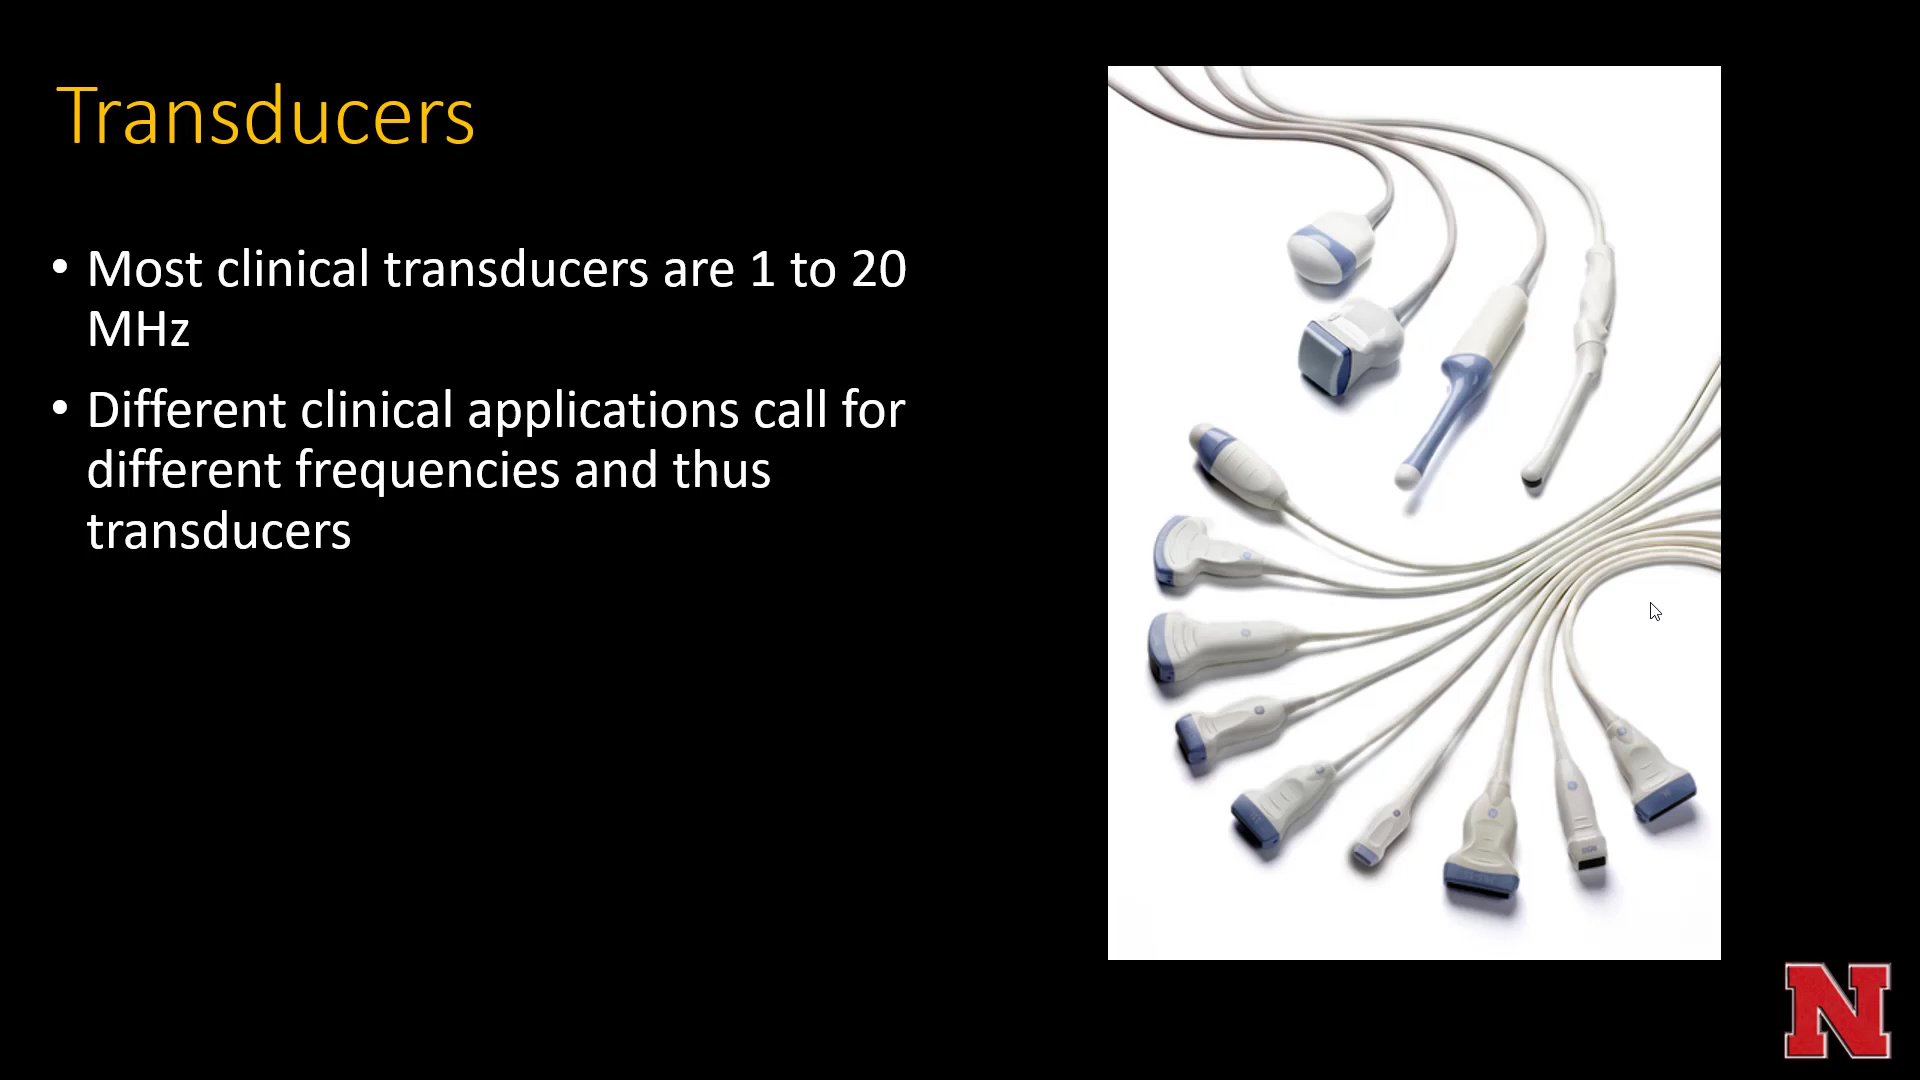 Transducers
• Most clinical transducers are 1 to 20
MHz
• Different clinical applications call for
different frequencies and thus
transducers
N